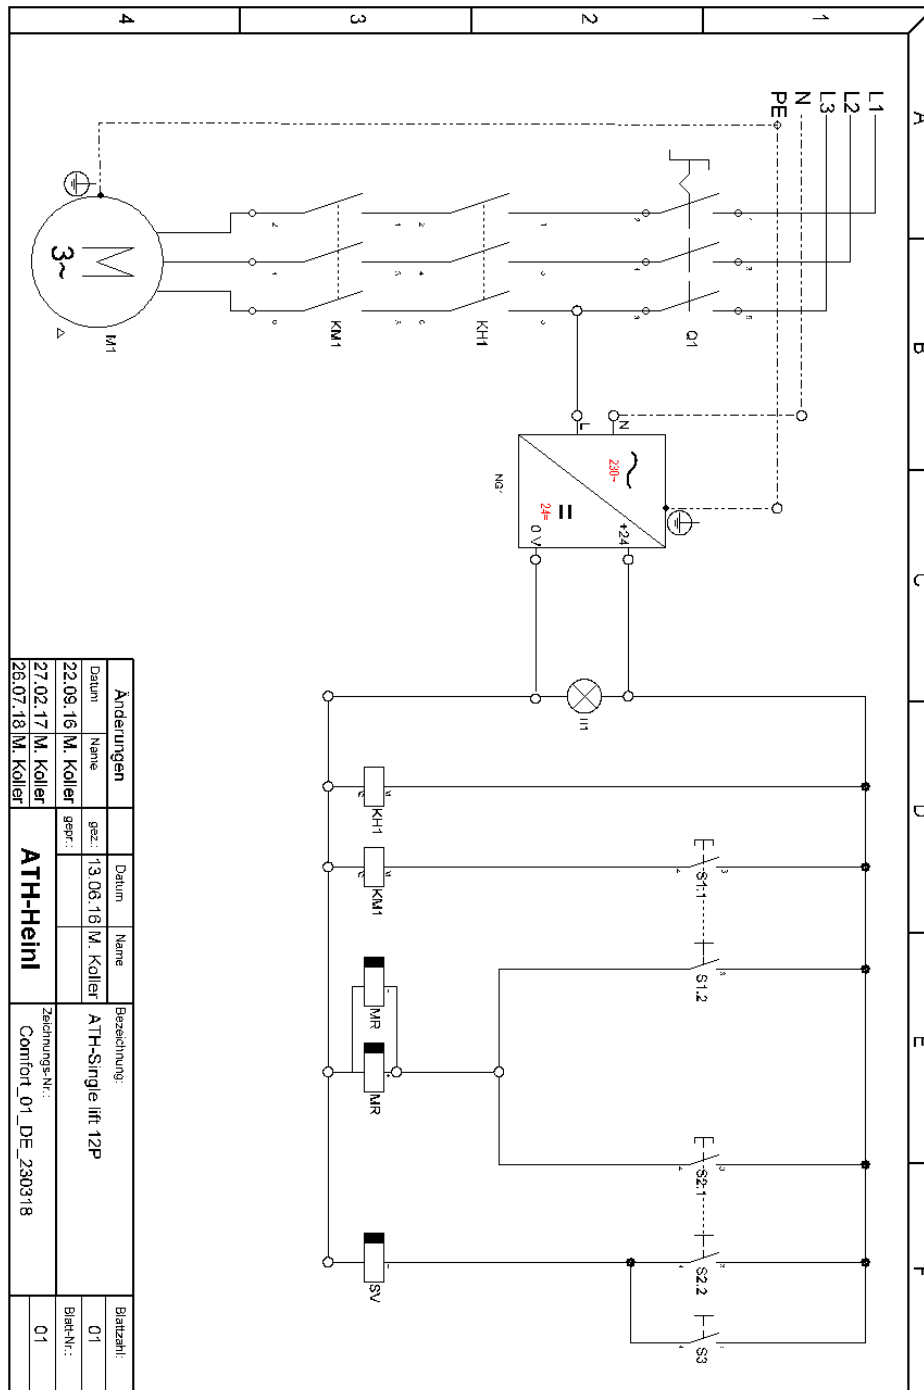 A
B
C
D
E
F
1
2
3
4
L1
L2
L3
N
PE
Q1
KH1
KM1
M
3~
M1
Δ
L
N
230~
24=
0 V
+24
KH1
KM1
MR
MR
SV
S1.1
S1.2
S2.1
S2.2
S3
Änderungen
Datum
Name
22.09.16
M. Koller
27.02.17
M. Koller
26.07.18
M. Koller
Datum
Name
gez.:
13.06.16
M. Koller
gepr.:
ATH-Heinl
Bezeichnung:
ATH-Single lift 12P
Zeichnungs-Nr.:
Comfort_01_DE_230318
Blattzahl:
01
Blatt-Nr.:
01